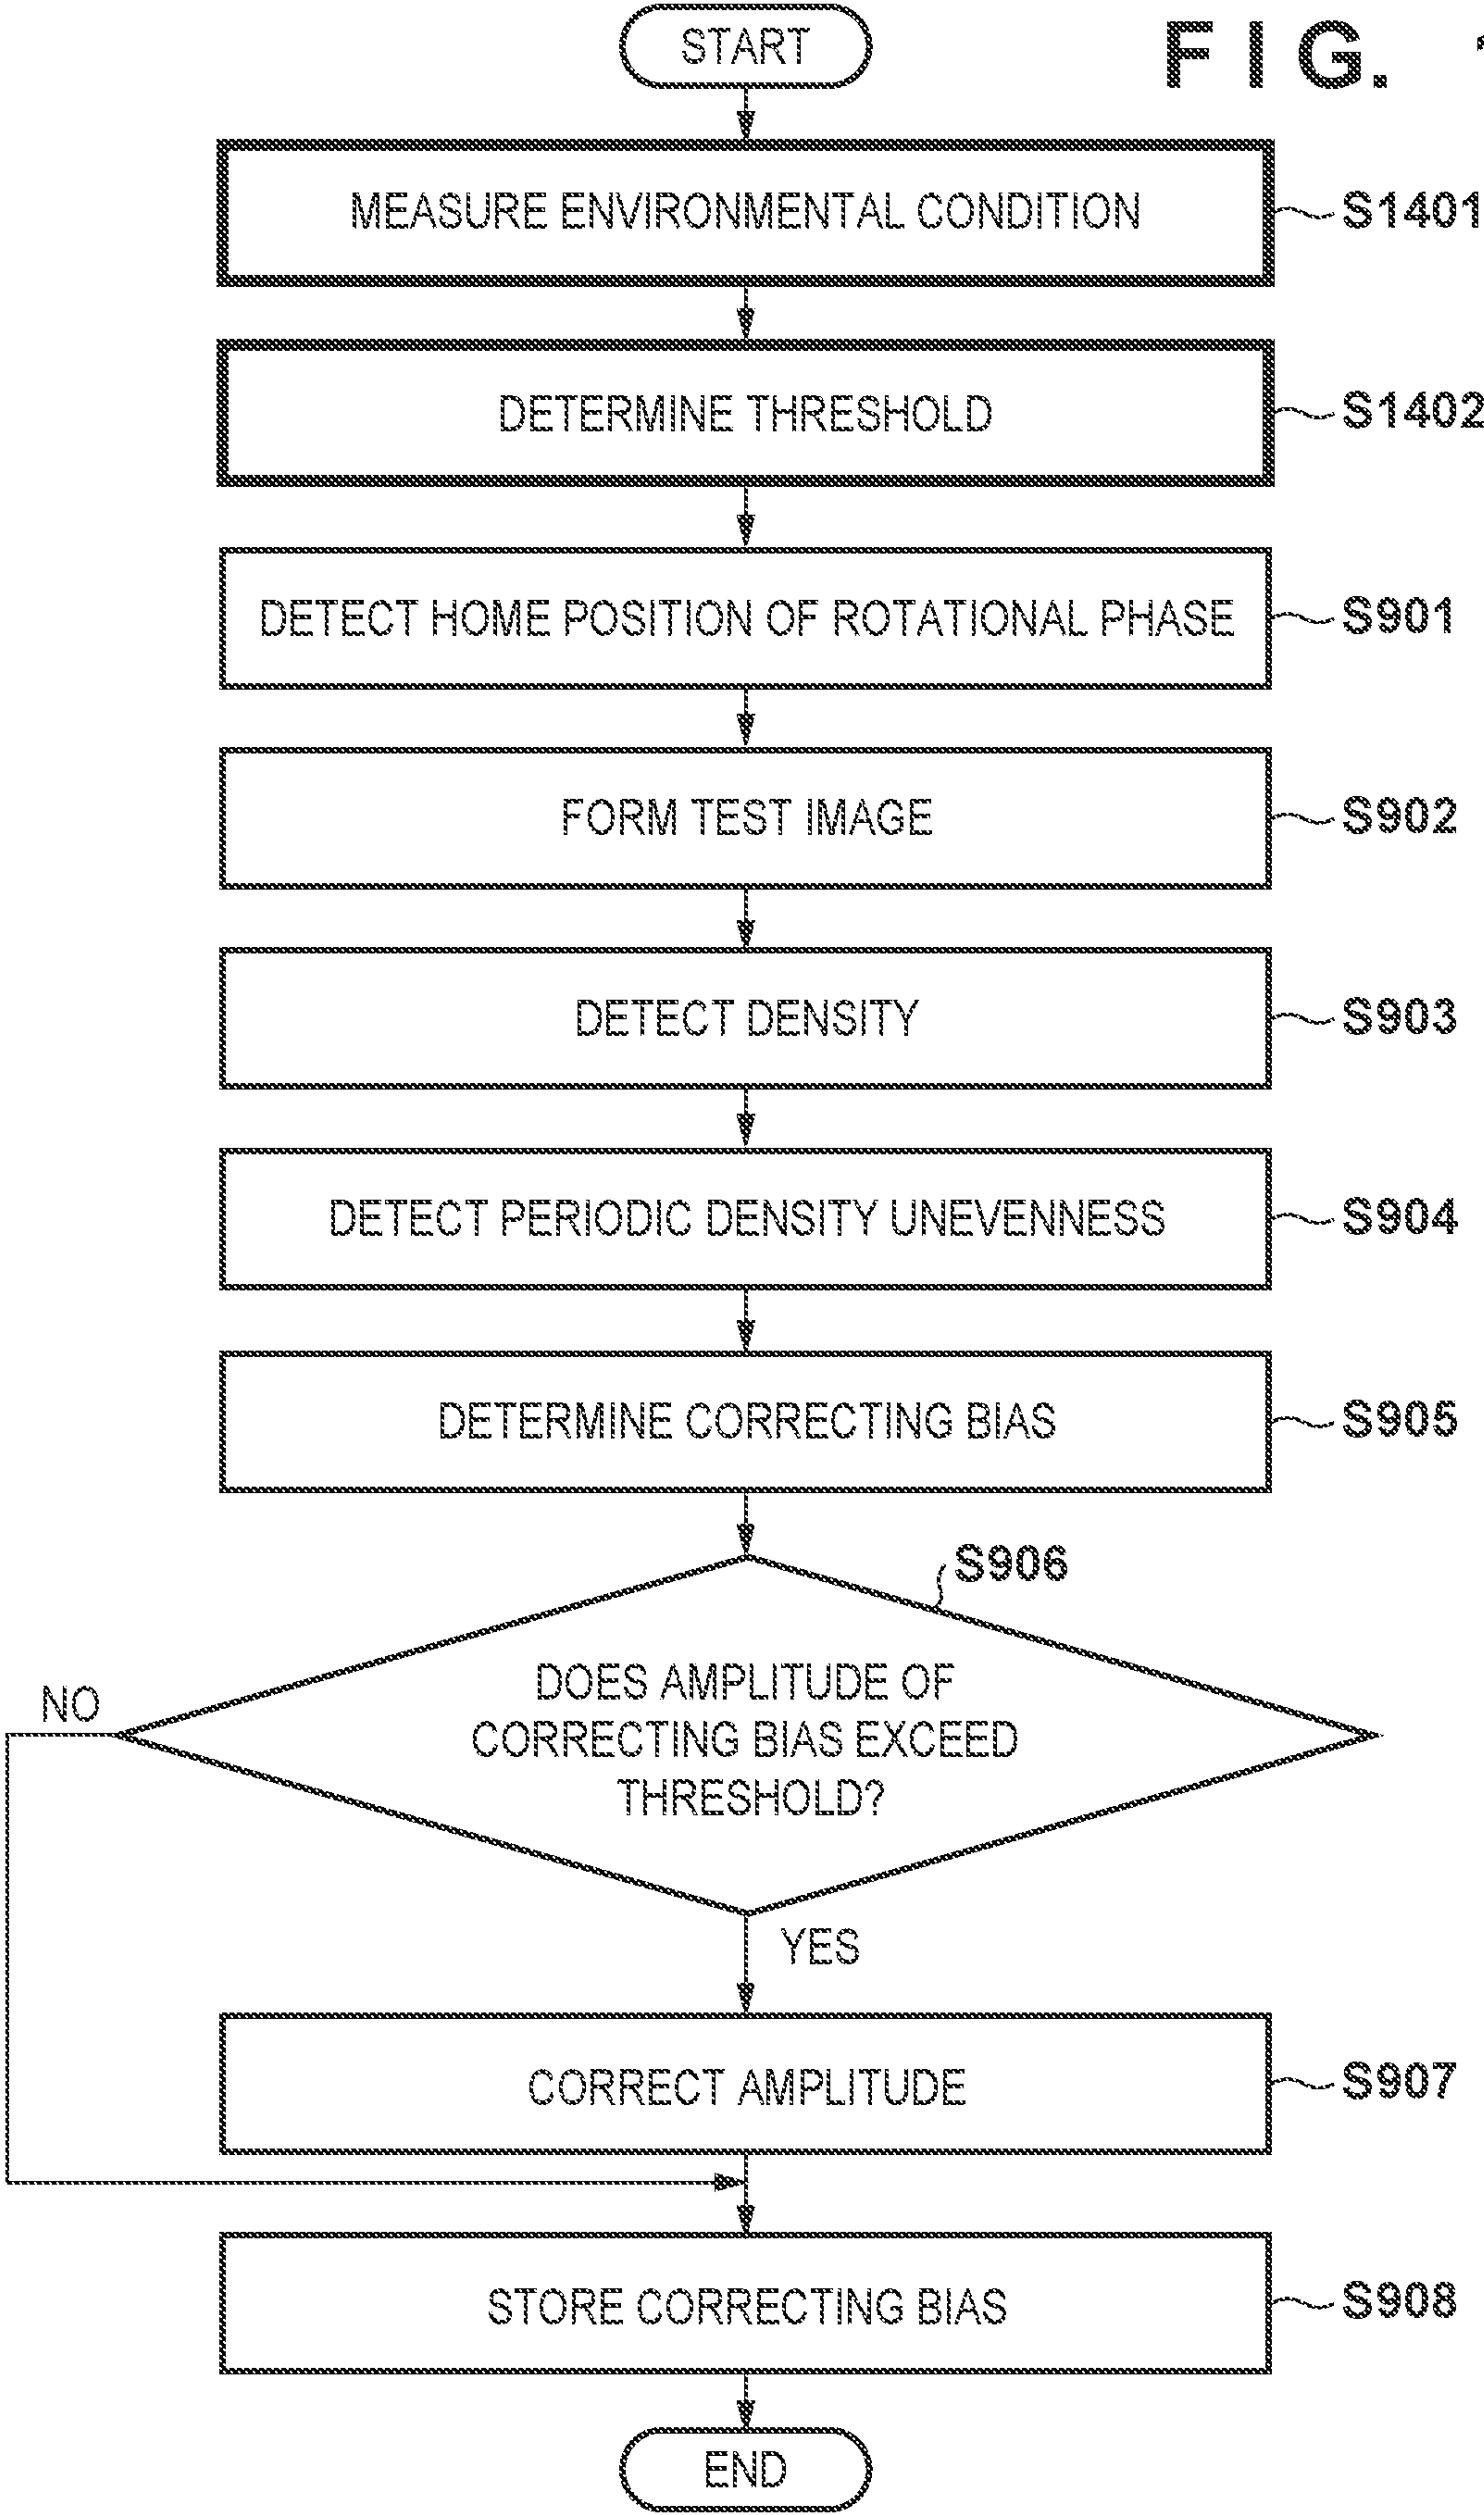 START
FIG.
MEASURE ENVIRONMENTAL CONDITION
S1401
DETERMINE THRESHOLD
S1402
DETECT HOME POSITION OF ROTATIONAL PHASE
S901
FORM TEST IMAGE
S902
DETECT DENSITY
S903
DETECT PERIODIC DENSITY UNEVENNESS
S904
DETERMINE CORRECTING BIAS
S905
S906
DOES AMPLITUDE OF
CORRECTING BIAS EXCEED
THRESHOLD?
NO
YES
CORRECT AMPLITUDE
S907
STORE CORRECTING BIAS
S908
END